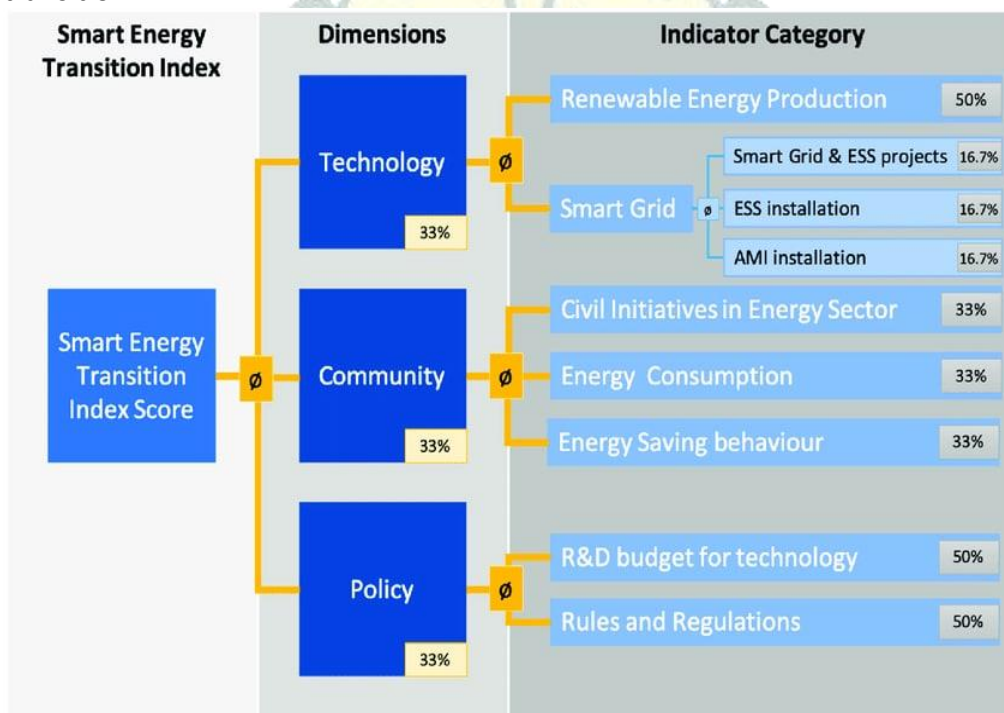 Smart Energy
Transition Index
Dimensions
Indicator Category
Smart Energy
Transition
Index Score
ø
Technology
33%
ø
Renewable Energy Production
50%
Smart Grid
ø
Smart Grid & ESS projects
16.7%
ESS installation
16.7%
AMI installation
16.7%
Community
33%
ø
Civil Initiatives in Energy Sector
33%
Energy Consumption
33%
Energy Saving behaviour
33%
Policy
33%
ø
R&D budget for technology
50%
Rules and Regulations
50%